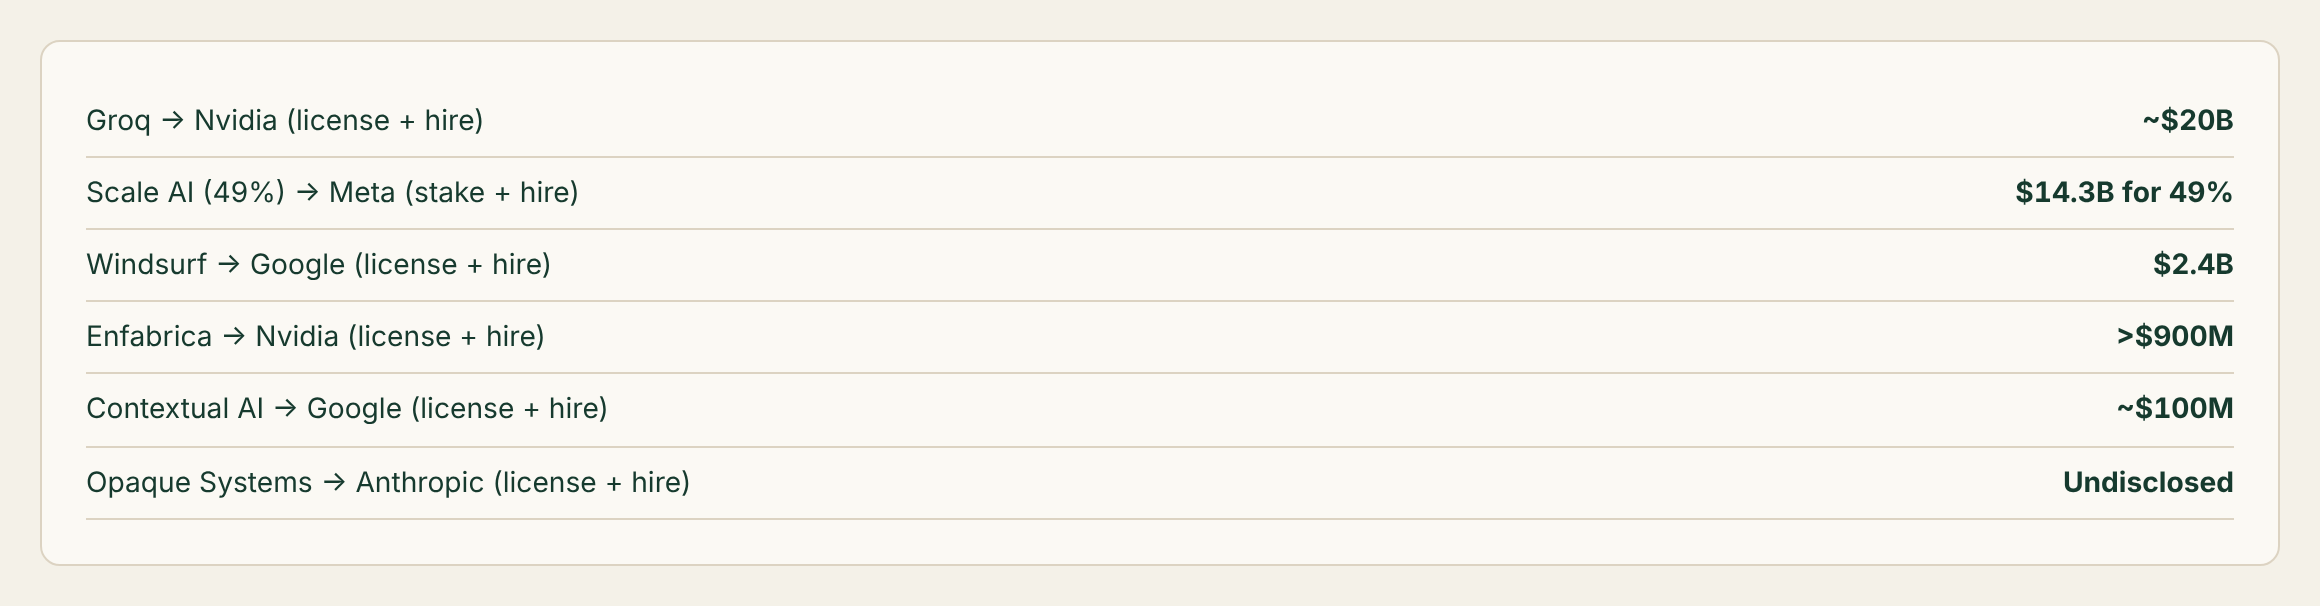 Groq → Nvidia (license + hire) ~$20B
Scale AI (49%) → Meta (stake + hire) $14.3B for 49%
Windsurf → Google (license + hire) $2.4B
Enfabrica → Nvidia (license + hire) >$900M
Contextual AI → Google (license + hire) ~$100M
Opaque Systems → Anthropic (license + hire) Undisclosed